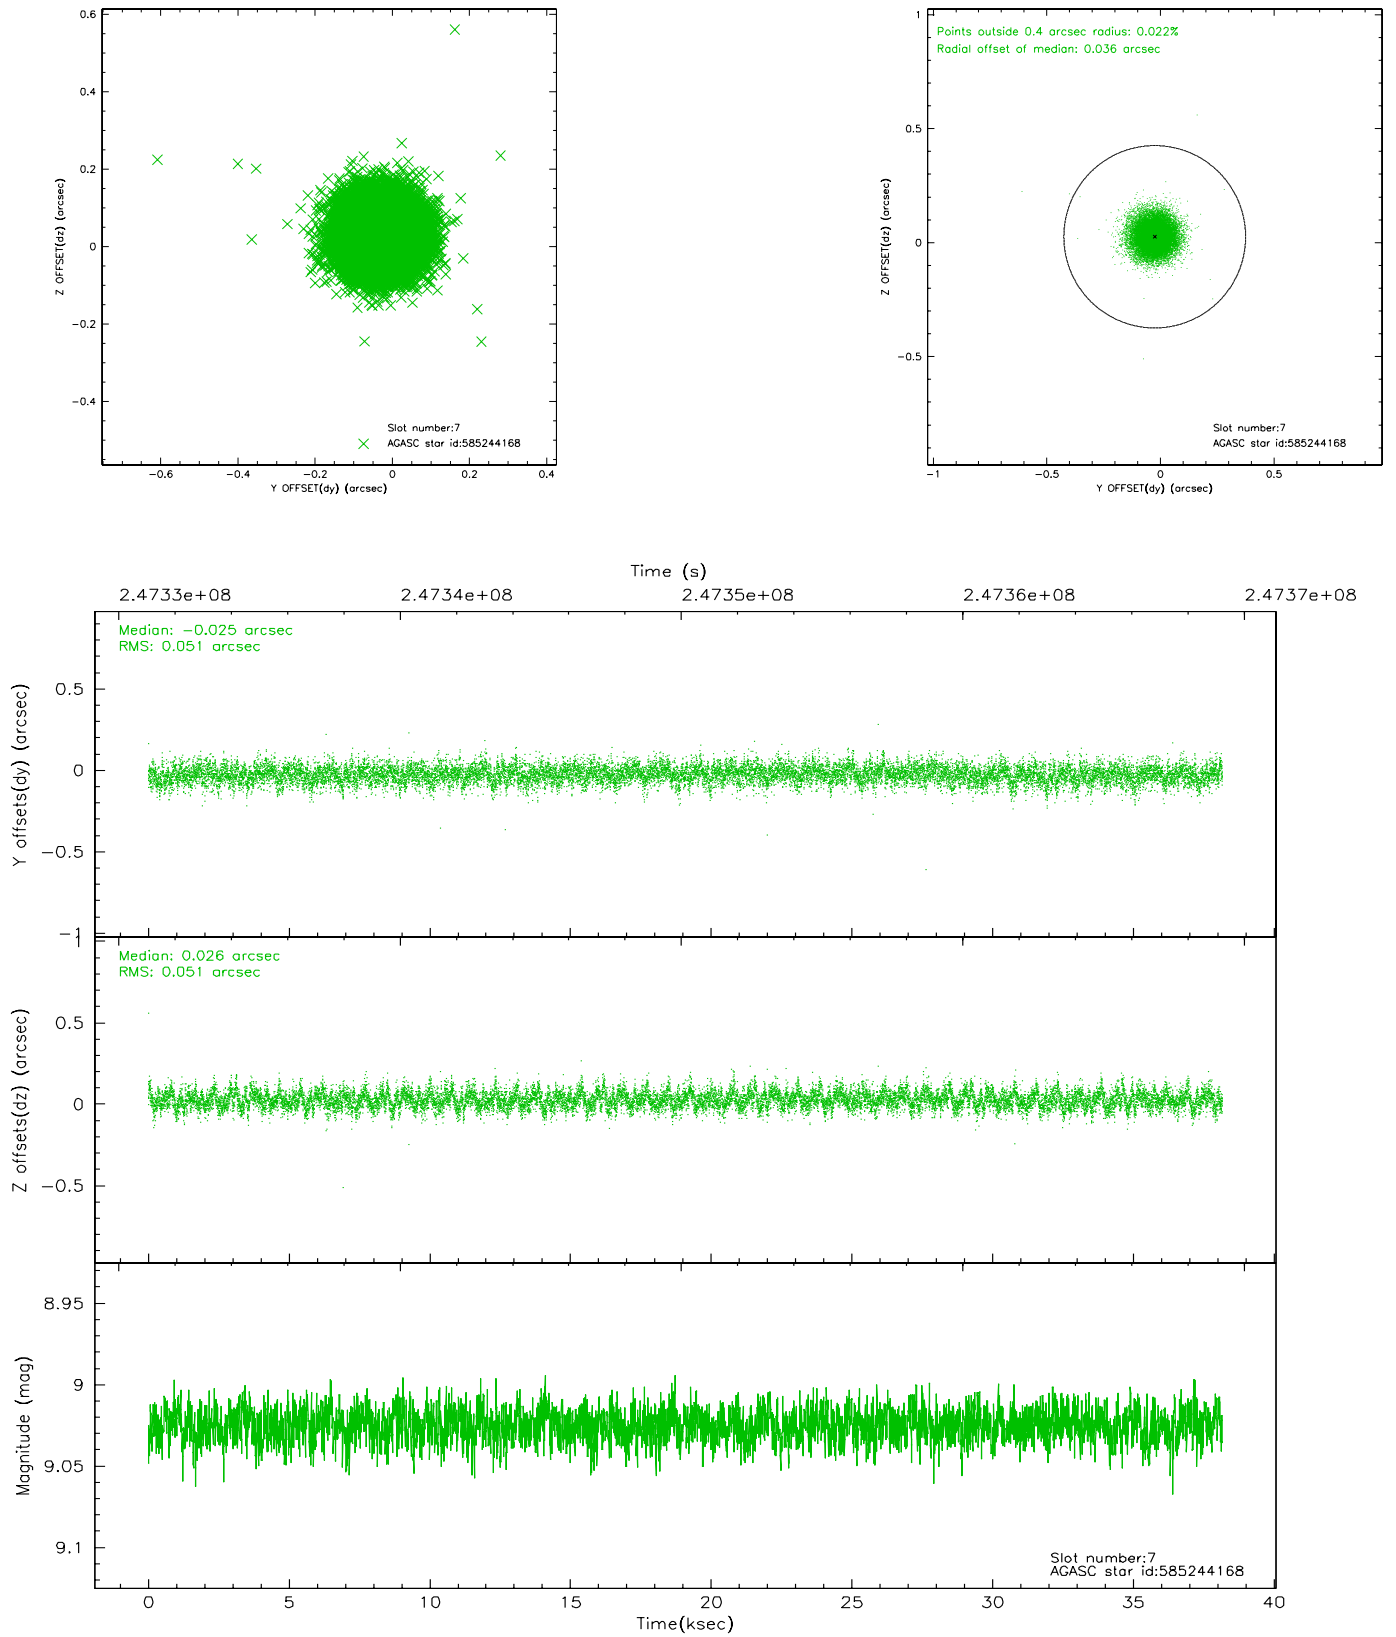 0.6
0.4
0.2
0
−0.2
−0.4
Z OFFSET(dz) (arcsec)
Slot number:7
AGASC star id:585244168
−0.6 −0.4 −0.2 0 0.2 0.4
Y OFFSET(dy) (arcsec)
Points outside 0.4 arcsec radius: 0.022%
Radial offset of median: 0.036 arcsec
1
0.5
0
−0.5
Z OFFSET(dz) (arcsec)
Slot number:7
AGASC star id:585244168
−1 −0.5 0 0.5
Y OFFSET(dy) (arcsec)
Time (s)
2.4733e+08 2.4734e+08 2.4735e+08 2.4736e+08 2.4737e+08
Median: −0.025 arcsec
RMS: 0.051 arcsec
0.5
0
−0.5
−1
Y offsets(dy) (arcsec)
1
Median: 0.026 arcsec
RMS: 0.051 arcsec
0.5
0
−0.5
Z offsets(dz) (arcsec)
8.95
9
9.05
9.1
Magnitude (mag)
Slot number:7
AGASC star id:585244168
0 5 10 15 20 25 30 35 40
Time(ksec)